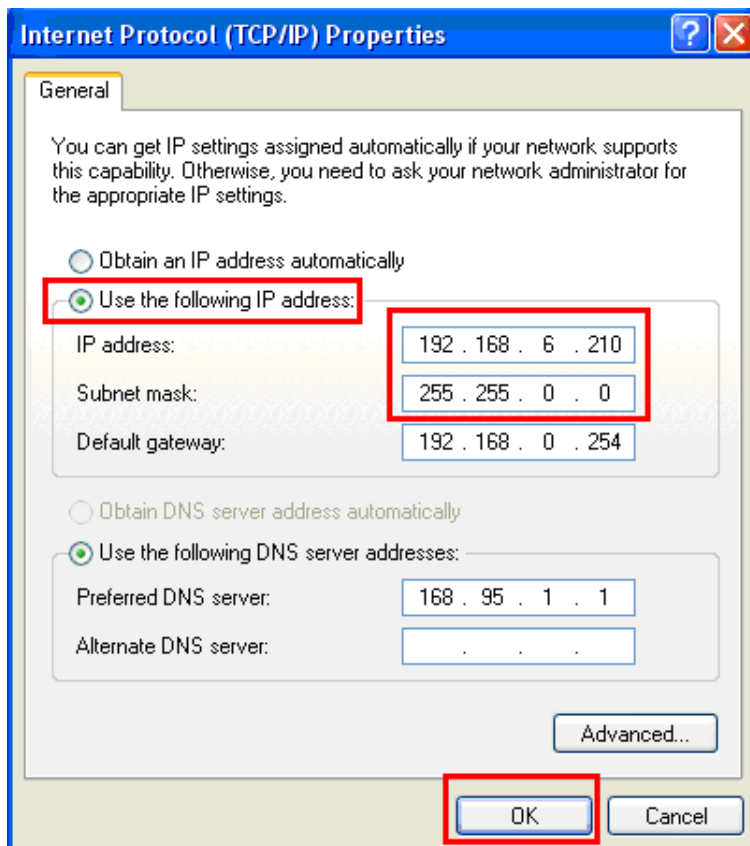 Internet Protocol (TCP/IP) Properties
General
You can get IP settings assigned automatically if your network supports
this capability. Otherwise, you need to ask your network administrator for
the appropriate IP settings.
Obtain an IP address automatically
Use the following IP address:
IP address: 192 . 168 . 6 . 210
Subnet mask: 255 . 255 . 0 . 0
Default gateway: 192 . 168 . 0 . 254
Obtain DNS server address automatically
Use the following DNS server addresses:
Preferred DNS server: 168 . 95 . 1 . 1
Alternate DNS server: . . .
Advanced...
OK Cancel